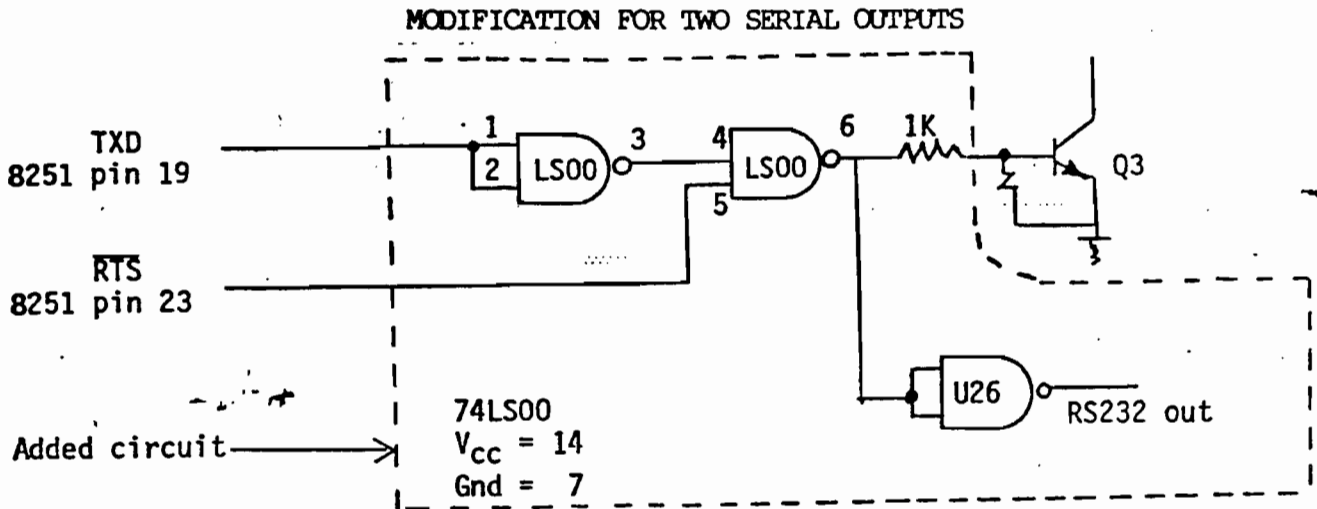 MODIFICATION FOR TWO SERIAL OUTPUTS
TXD
8251 pin 19
1
2
LS00
3
4
5
LS00
6
1K
Q3
RTS
8251 pin 23
U26
RS232 out
74LS00
Vcc = 14
Gnd = 7
Added circuit